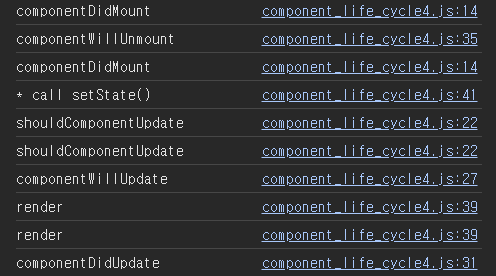 componentDidMount component_life_cycle4.js:14
componentWillUnmount component_life_cycle4.js:35
componentDidMount component_life_cycle4.js:14
* call setState() component_life_cycle4.js:41
shouldComponentUpdate component_life_cycle4.js:22
shouldComponentUpdate component_life_cycle4.js:22
componentWillUpdate component_life_cycle4.js:27
render component_life_cycle4.js:39
render component_life_cycle4.js:39
componentDidUpdate component_life_cycle4.js:31